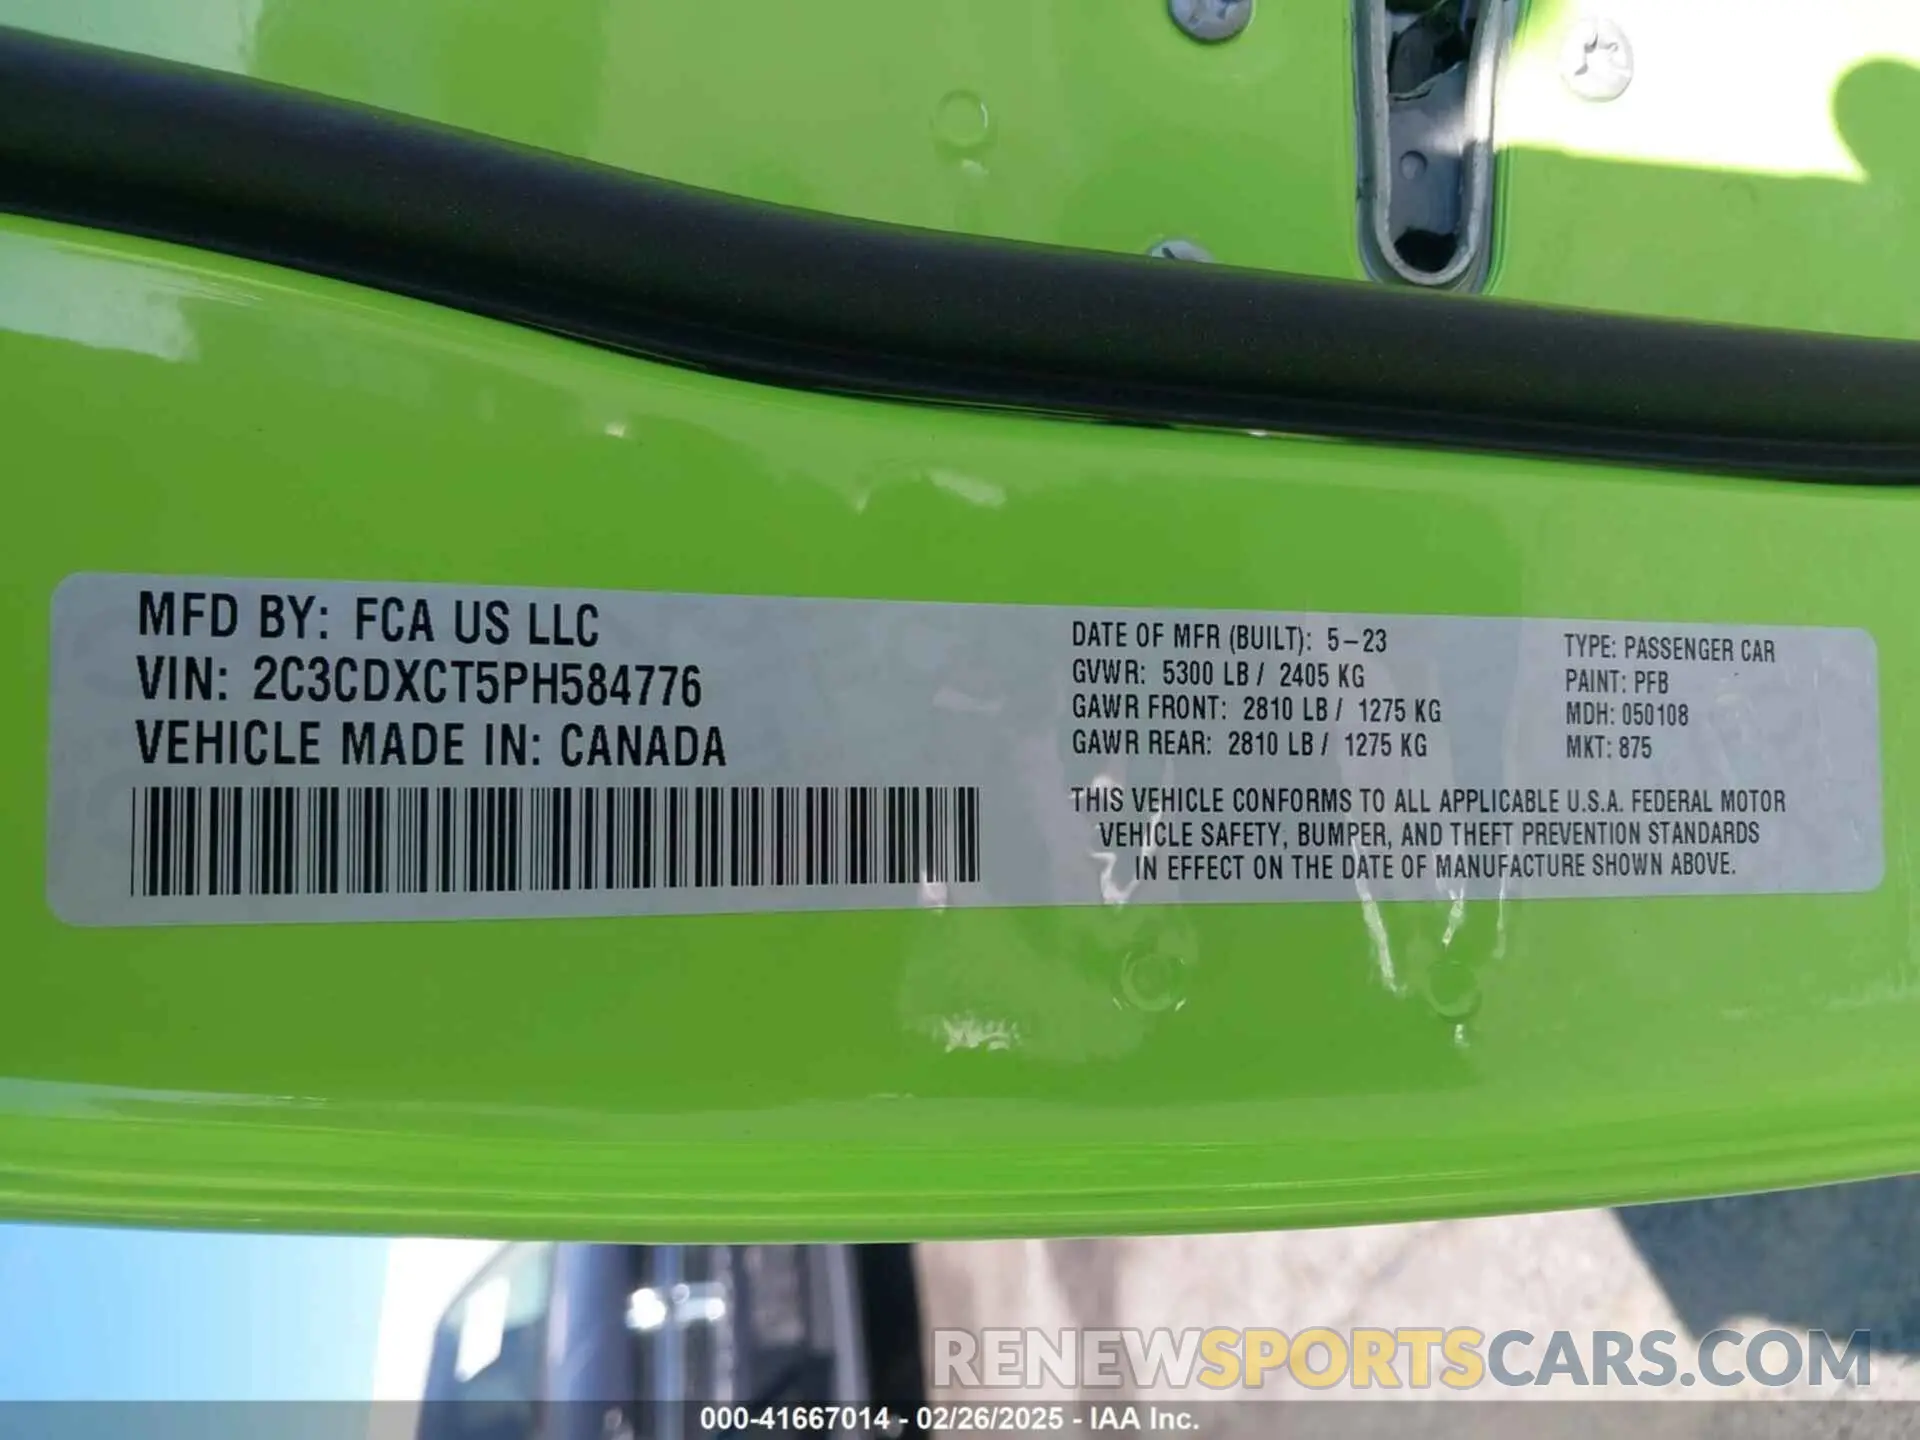 MFD BY: FCA US LLC
VIN: 2C3CDXCT5PH584776
VEHICLE MADE IN: CANADA
DATE OF MFR (BUILT): 5-23
GVWR: 5300 LB / 2405 KG
GAWR FRONT: 2810 LB / 1275 KG
GAWR REAR: 2810 LB / 1275 KG
TYPE: PASSENGER CAR
PAINT: PFB
MDH: 050108
MKT: 875
THIS VEHICLE CONFORMS TO ALL APPLICABLE U.S.A. FEDERAL MOTOR
VEHICLE SAFETY, BUMPER, AND THEFT PREVENTION STANDARDS
IN EFFECT ON THE DATE OF MANUFACTURE SHOWN ABOVE.
RENEWSPORTSCARS.COM
000-41667014 - 02/26/2025 - IAA Inc.